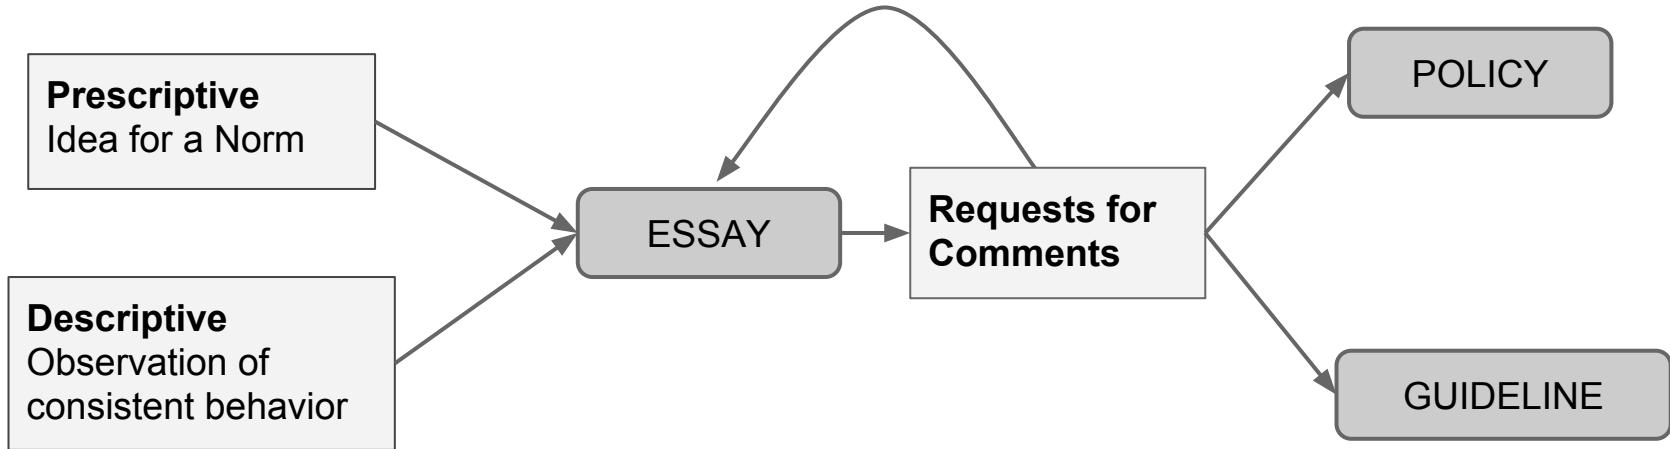 Prescriptive
Idea for a Norm
Descriptive
Observation of
consistent behavior
ESSAY
Requests for
Comments
POLICY
GUIDELINE